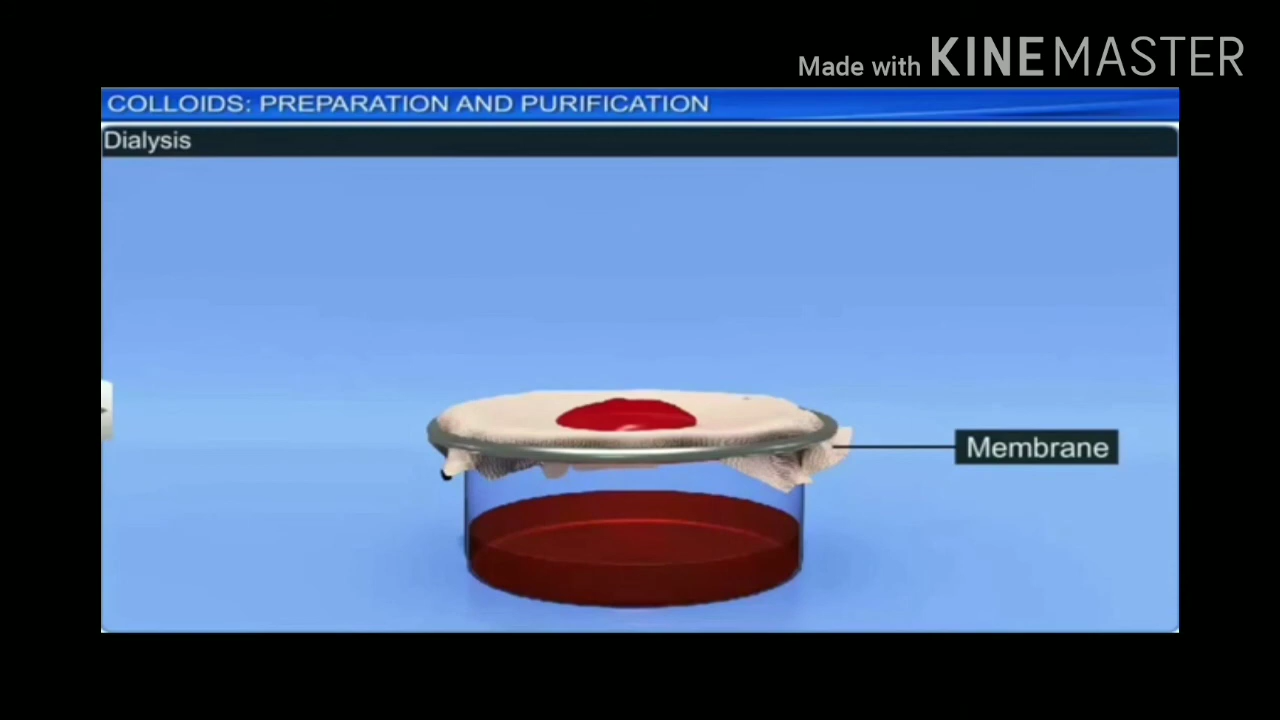 Made with KINEMASTER
COLLOIDS: PREPARATION AND PURIFICATION
Dialysis
Membrane